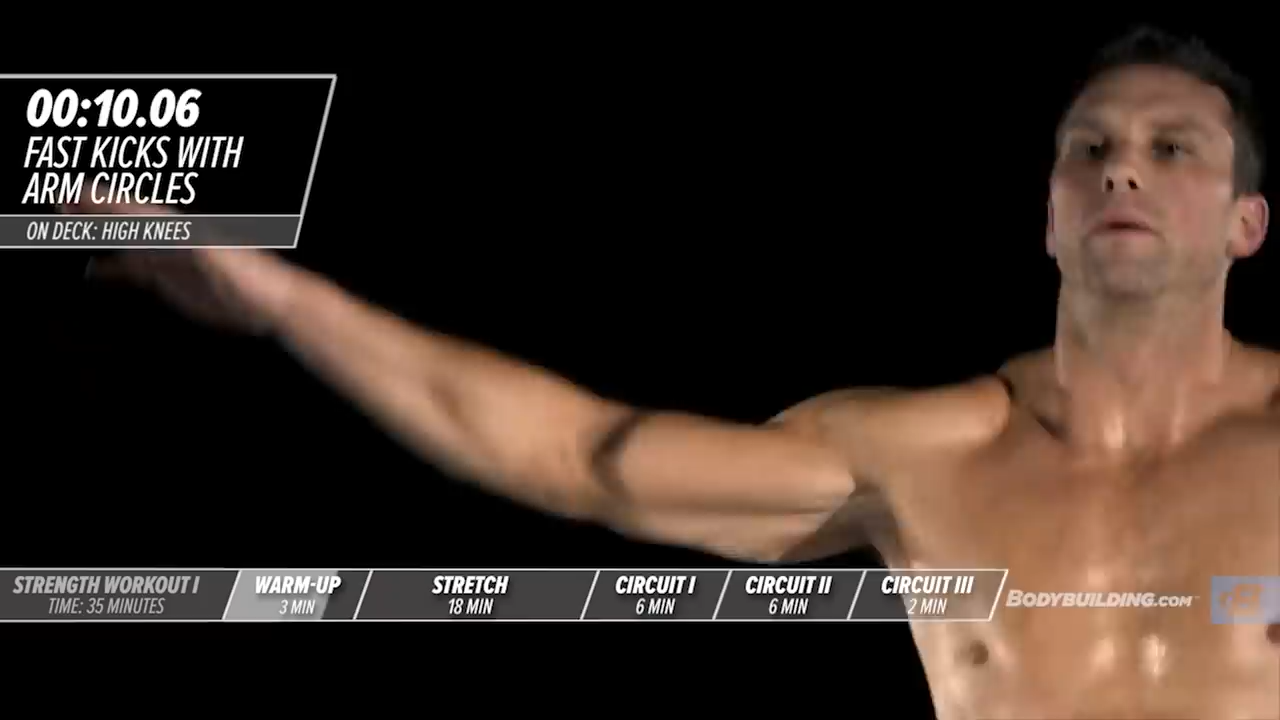 00:10.06
FAST KICKS WITH
ARM CIRCLES
ON DECK: HIGH KNEES
STRENGTH WORKOUT I
TIME: 35 MINUTES
WARM-UP
3 MIN
STRETCH
18 MIN
CIRCUIT I
6 MIN
CIRCUIT II
6 MIN
CIRCUIT III
2 MIN
BODYBUILDING.COM™